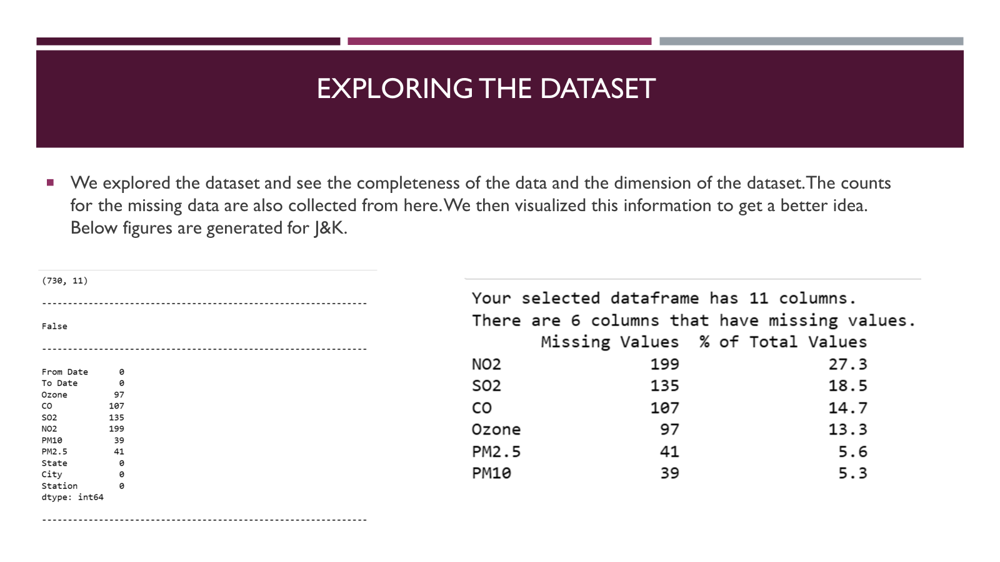 EXPLORING THE DATASET
We explored the dataset and see the completeness of the data and the dimension of the dataset. The counts
for the missing data are also collected from here. We then visualized this information to get a better idea.
Below figures are generated for J&K.
(730, 11)
----------------------------------------------------------------
False
----------------------------------------------------------------
From Date 0
To Date 0
Ozone 97
CO 107
SO2 135
NO2 199
PM10 39
PM2.5 41
State 0
City 0
Station 0
dtype: int64
----------------------------------------------------------------
Your selected dataframe has 11 columns.
There are 6 columns that have missing values.
Missing Values % of Total Values
NO2 199 27.3
SO2 135 18.5
CO 107 14.7
Ozone 97 13.3
PM2.5 41 5.6
PM10 39 5.3